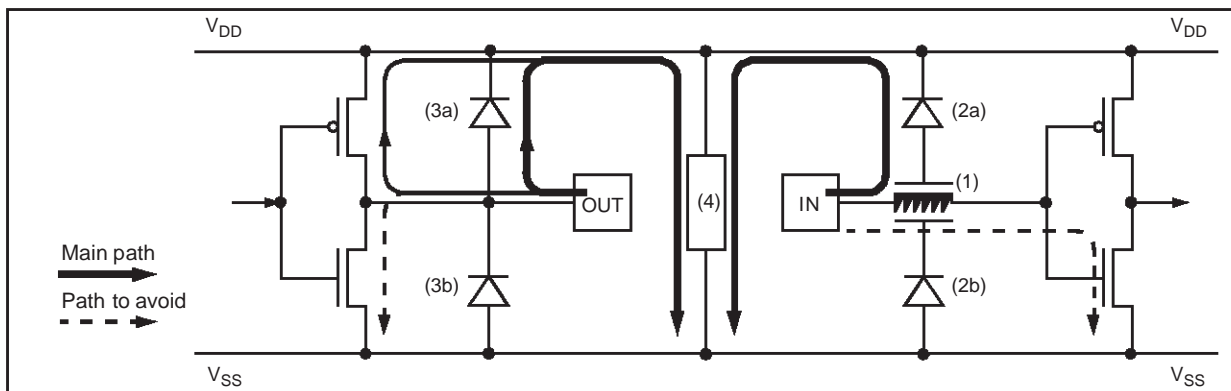 VDD VDD
(3a) (2a)
(1)
OUT (4) IN
Main path
(3b) (2b)
Path to avoid
VSS VSS